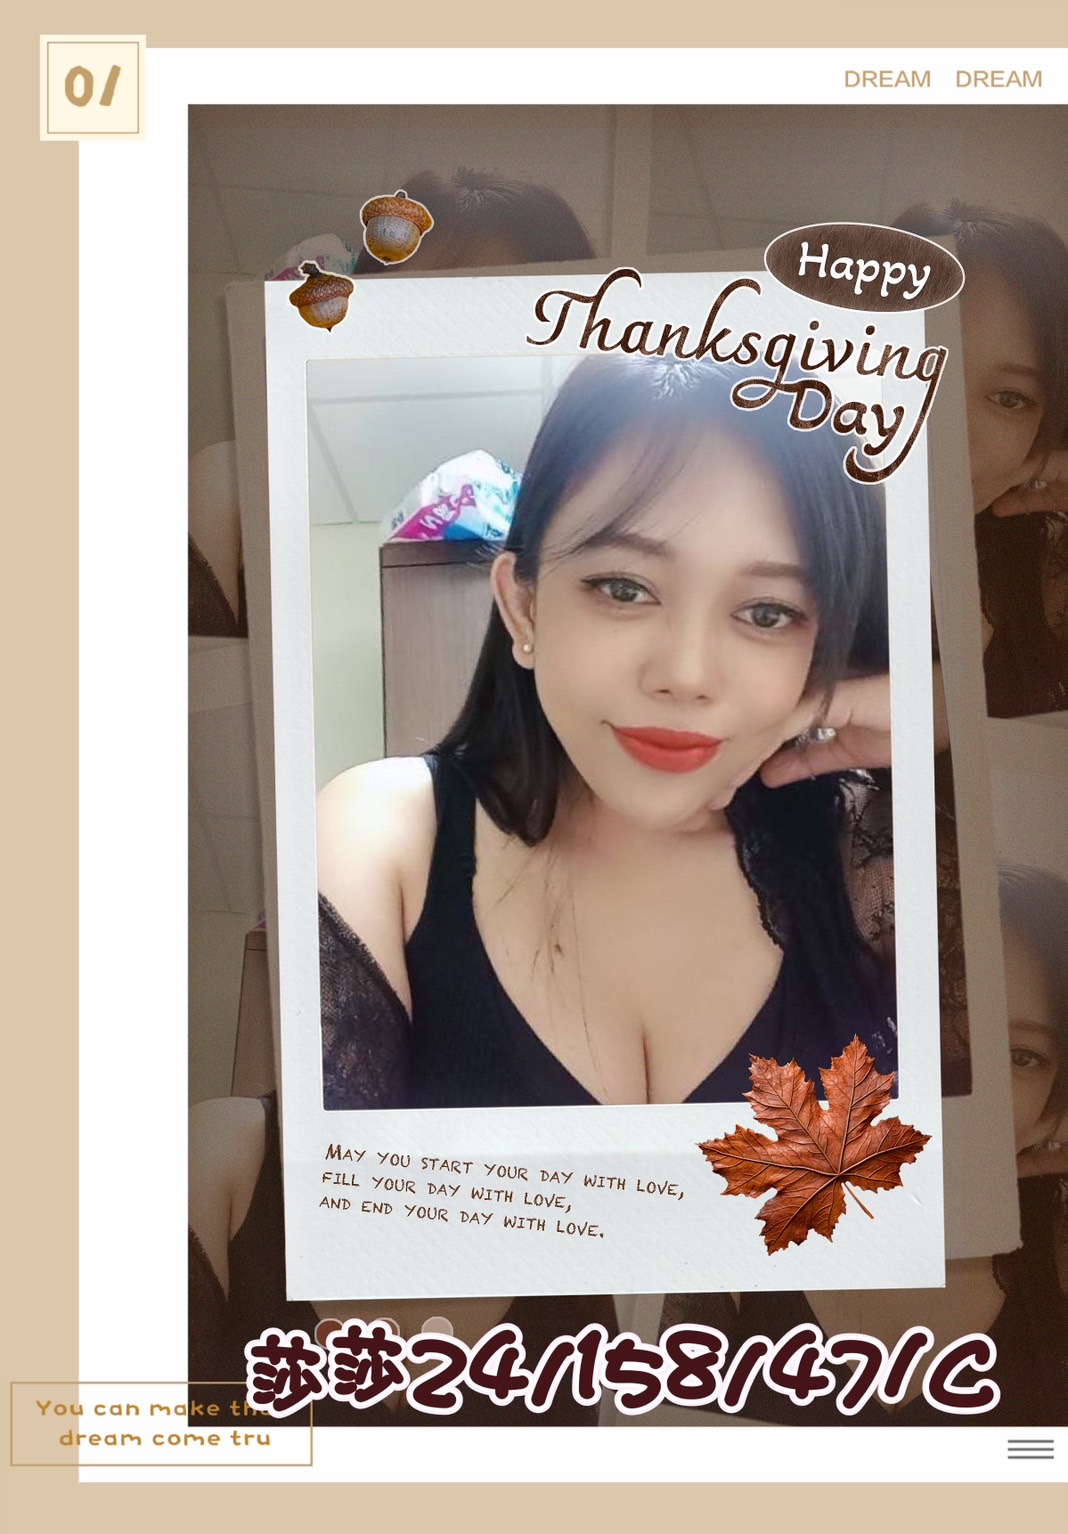 01
DREAM DREAM
Happy
Thanksgiving
Day
MAY YOU START YOUR DAY WITH LOVE,
FILL YOUR DAY WITH LOVE,
AND END YOUR DAY WITH LOVE.
莎莎24/158/47/C
You can make the
dream come tru